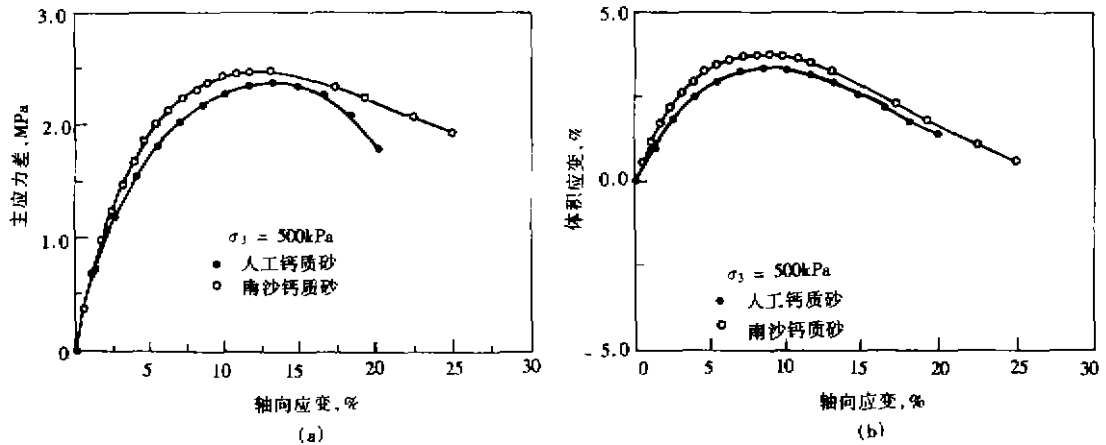 3.0
2.0
1.0
0
主应力差,MPa
σ₃ = 500kPa
● 人工钙质砂
○ 南沙钙质砂
5 10 15 20 25 30
轴向应变,%
(a)
5.0
0.0
-5.0
体积应变,%
σ₃ = 500kPa
● 人工钙质砂
○ 南沙钙质砂
0 5 10 15 20 25 30
轴向应变,%
(b)